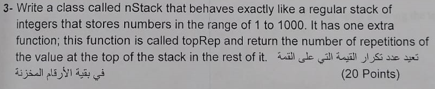 3- Write a class called nStack that behaves exactly like a regular stack of
integers that stores numbers in the range of 1 to 1000. It has one extra
function; this function is called topRep and return the number of repetitions of
the value at the top of the stack in the rest of it. تعيد عدد تكرار القيمة التي على القمة
في بقية الأرقام المخزنة (20 Points)